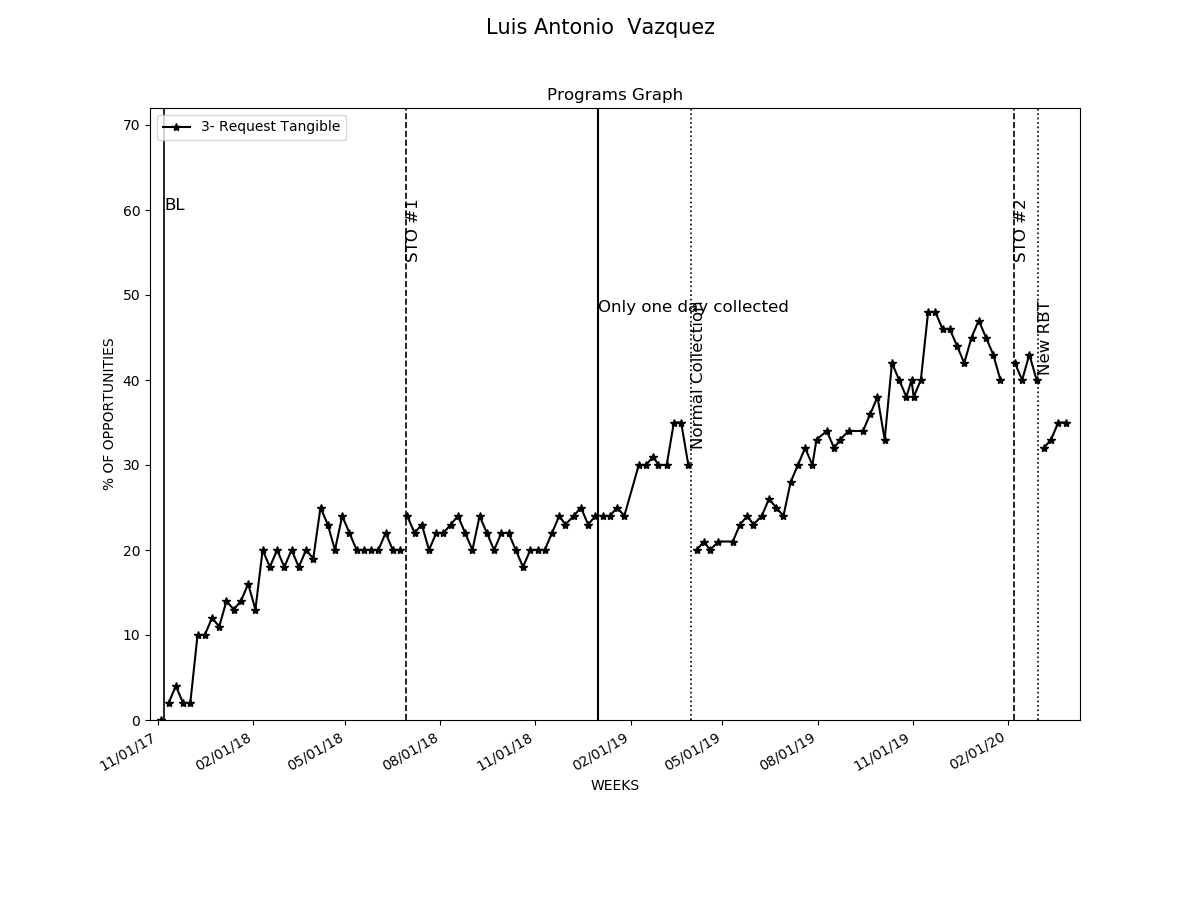 Luis Antonio  Vazquez
Programs Graph
3- Request Tangible
BL
STO #1
Only one day collected
Normal Collection
STO #2
New RBT
% OF OPPORTUNITIES
70
60
50
40
30
20
10
0
11/01/17
02/01/18
05/01/18
08/01/18
11/01/18
02/01/19
05/01/19
08/01/19
11/01/19
02/01/20
WEEKS